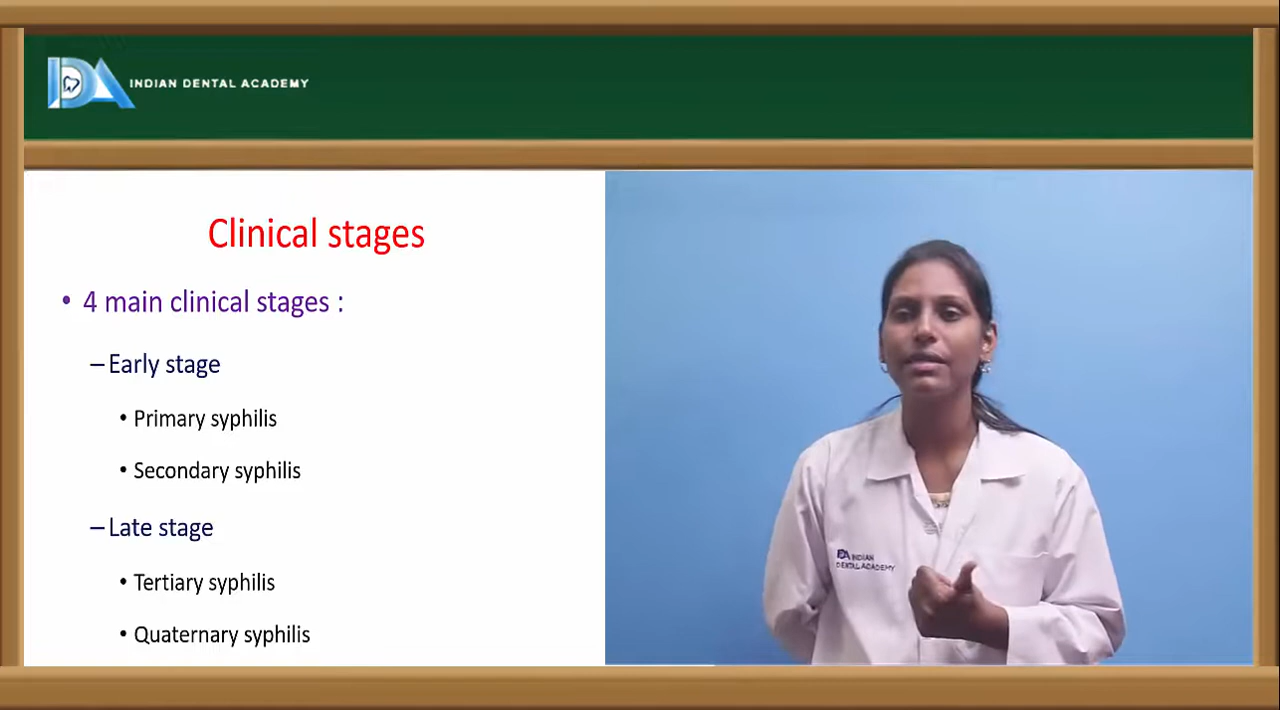 INDIAN DENTAL ACADEMY
Clinical stages
• 4 main clinical stages :
– Early stage
• Primary syphilis
• Secondary syphilis
– Late stage
• Tertiary syphilis
• Quaternary syphilis
INDIAN
DENTAL ACADEMY